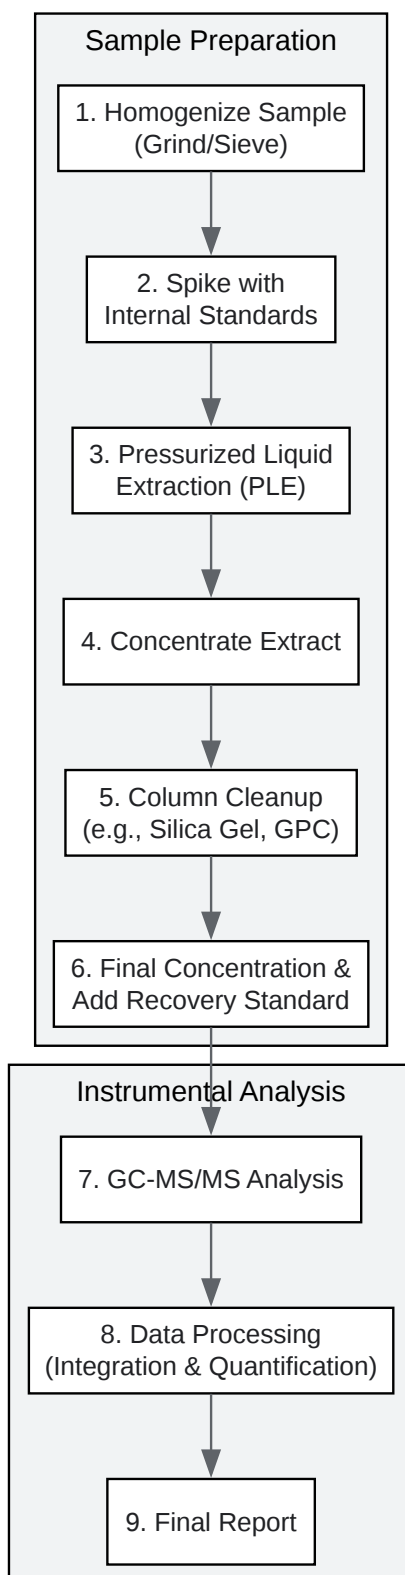 Sample Preparation
1. Homogenize Sample
(Grind/Sieve)
2. Spike with
Internal Standards
3. Pressurized Liquid
Extraction (PLE)
4. Concentrate Extract
5. Column Cleanup
(e.g., Silica Gel, GPC)
6. Final Concentration &
Add Recovery Standard
Instrumental Analysis
7. GC-MS/MS Analysis
8. Data Processing
(Integration & Quantification)
9. Final Report